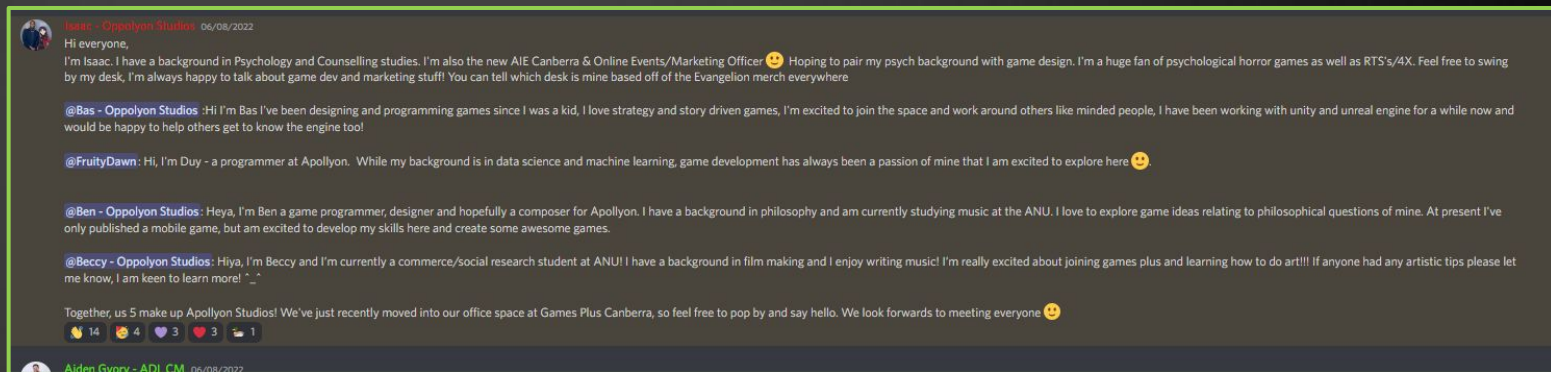 Isaac - Oppolyon Studios 06/08/2022
Hi everyone,
I'm Isaac. I have a background in Psychology and Counselling studies. I'm also the new AIE Canberra & Online Events/Marketing Officer 🙂 Hoping to pair my psych background with game design. I'm a huge fan of psychological horror games as well as RTS's/4X. Feel free to swing
by my desk, I'm always happy to talk about game dev and marketing stuff! You can tell which desk is mine based off of the Evangelion merch everywhere
@Bas - Oppolyon Studios :Hi I'm Bas I've been designing and programming games since I was a kid, I love strategy and story driven games, I'm excited to join the space and work around others like minded people, I have been working with unity and unreal engine for a while now and
would be happy to help others get to know the engine too!
@FruityDawn: Hi, I'm Duy - a programmer at Apollyon. While my background is in data science and machine learning, game development has always been a passion of mine that I am excited to explore here 🙂.
@Ben - Oppolyon Studios: Heya, I'm Ben a game programmer, designer and hopefully a composer for Apollyon. I have a background in philosophy and am currently studying music at the ANU. I love to explore game ideas relating to philosophical questions of mine. At present I've
only published a mobile game, but am excited to develop my skills here and create some awesome games.
@Beccy - Oppolyon Studios: Hiya, I'm Beccy and I'm currently a commerce/social research student at ANU! I have a background in film making and I enjoy writing music! I'm really excited about joining games plus and learning how to do art!!! If anyone had any artistic tips please let
me know, I am keen to learn more! ^_^
Together, us 5 make up Apollyon Studios! We've just recently moved into our office space at Games Plus Canberra, so feel free to pop by and say hello. We look forwards to meeting everyone 🙂
14 4 3 3 1
Aiden Gyory - ADL CM 06/08/2022